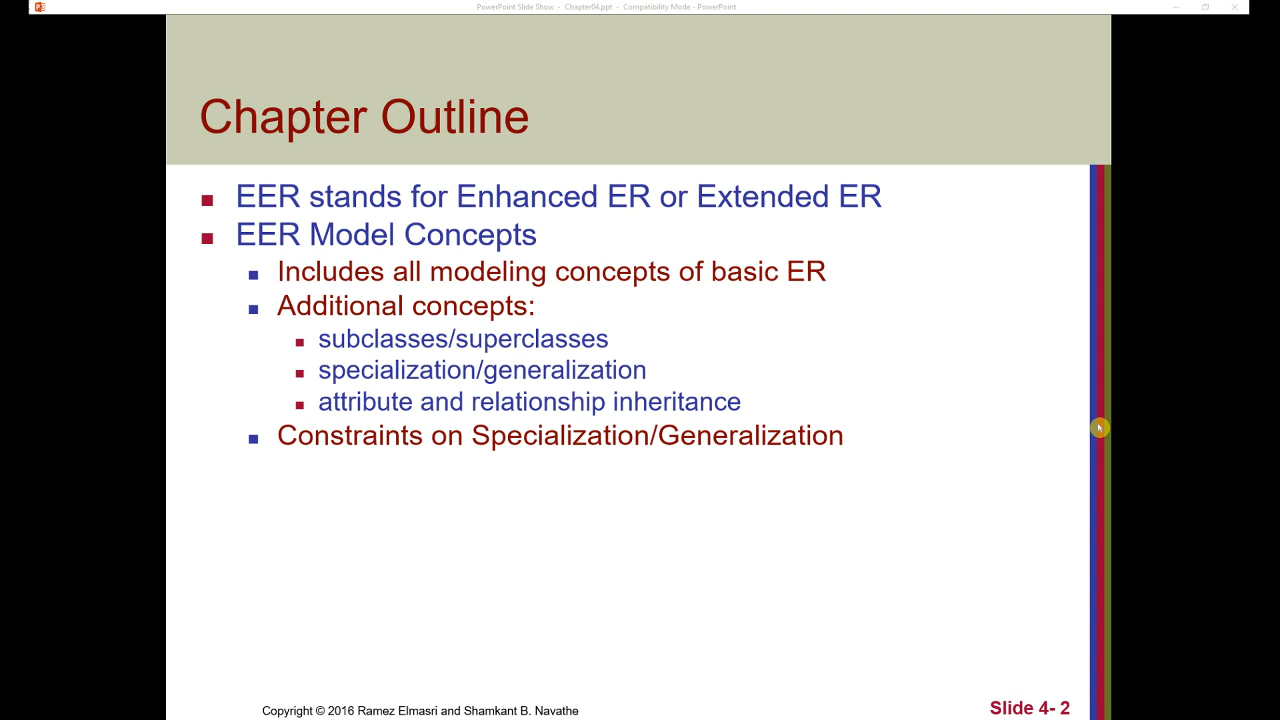 PowerPoint Slide Show - Chapter04.ppt - Compatibility Mode - PowerPoint
Chapter Outline
EER stands for Enhanced ER or Extended ER
EER Model Concepts
Includes all modeling concepts of basic ER
Additional concepts:
subclasses/superclasses
specialization/generalization
attribute and relationship inheritance
Constraints on Specialization/Generalization
Copyright © 2016 Ramez Elmasri and Shamkant B. Navathe
Slide 4- 2